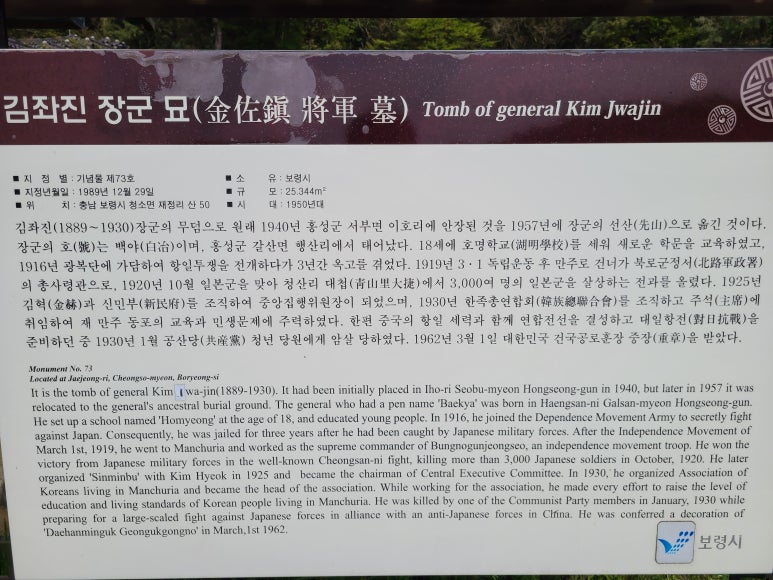 김좌진 장군 묘(金佐鎭 將軍 墓) Tomb of general Kim Jwajin
■ 지 정 별 : 기념물 제73호
■ 소 유 : 보령시
■ 지정년월일 : 1989년 12월 29일
■ 규 모 : 25.344m²
■ 위 치 : 충남 보령시 청소면 재정리 산 50
■ 시 대 : 1950년대
김좌진(1889~1930)장군의 무덤으로 원래 1940년 홍성군 서부면 이호리에 안장된 것을 1957년에 장군의 선산(先山)으로 옮긴 것이다.
장군의 호(號)는 백야(白冶)이며, 홍성군 갈산면 행산리에서 태어났다. 18세에 호명학교(湖明學校)를 세워 새로운 학문을 교육하였고,
1916년 광복단에 가담하여 항일투쟁을 전개하다가 3년간 옥고를 겪었다. 1919년 3·1 독립운동 후 만주로 건너가 북로군정서(北路軍政署)
의 총사령관으로, 1920년 10월 일본군을 맞아 청산리 대첩(靑山里大捷)에서 3,000여 명의 일본군을 살상하는 전과를 올렸다. 1925년
김혁(金赫)과 신민부(新民府)를 조직하여 중앙집행위원장이 되었으며, 1930년 한족총연합회(韓族總聯合會)를 조직하고 주석(主席)에
취임하여 재 만주 동포의 교육과 민생문제에 주력하였다. 한편 중국의 항일 세력과 함께 연합전선을 결성하고 대일항전(對日抗戰)을
준비하던 중 1930년 1월 공산당(共産黨) 청년 당원에게 암살 당하였다. 1962년 3월 1일 대한민국 건국공로훈장 중장(重章)을 받았다.
Monument No. 73
Located at Jaejeong-ri, Cheongso-myeon, Boryeong-si
It is the tomb of general Kim Jwa-jin(1889-1930). It had been initially placed in Iho-ri Seobu-myeon Hongseong-gun in 1940, but later in 1957 it was
relocated to the general's ancestral burial ground. The general who had a pen name 'Baekya' was born in Haengsan-ni Galsan-myeon Hongseong-gun.
He set up a school named 'Homyeong' at the age of 18, and educated young people. In 1916, he joined the Dependence Movement Army to secretly fight
against Japan. Consequently, he was jailed for three years after he had been caught by Japanese military forces. After the Independence Movement of
March 1st, 1919, he went to Manchuria and worked as the supreme commander of Bungnogunjeongseo, an independence movement troop. He won the
victory from Japanese military forces in the well-known Cheongsan-ni fight, killing more than 3,000 Japanese soldiers in October, 1920. He later
organized 'Sinminbu' with Kim Hyeok in 1925 and became the chairman of Central Executive Committee. In 1930, he organized Association of
Koreans living in Manchuria and became the head of the association. While working for the association, he made every effort to raise the level of
education and living standards of Korean people living in Manchuria. He was killed by one of the Communist Party members in January, 1930 while
preparing for a large-scaled fight against Japanese forces in alliance with an anti-Japanese forces in China. He was conferred a decoration of
'Daehanminguk Geongukgongno' in March,1st 1962.
보령시